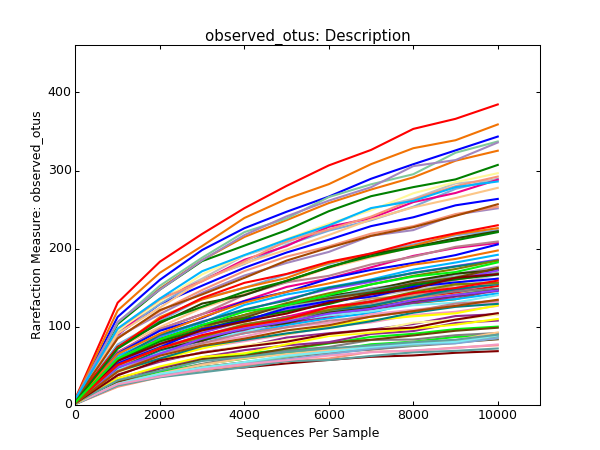 observed_otus: Description
Rarefaction Measure: observed_otus
400
300
200
100
0
0 2000 4000 6000 8000 10000
Sequences Per Sample